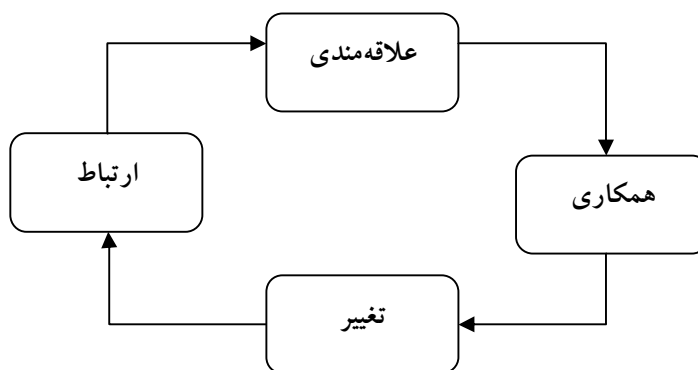 علاقه‌مندی
ارتباط
همکاری
تغییر